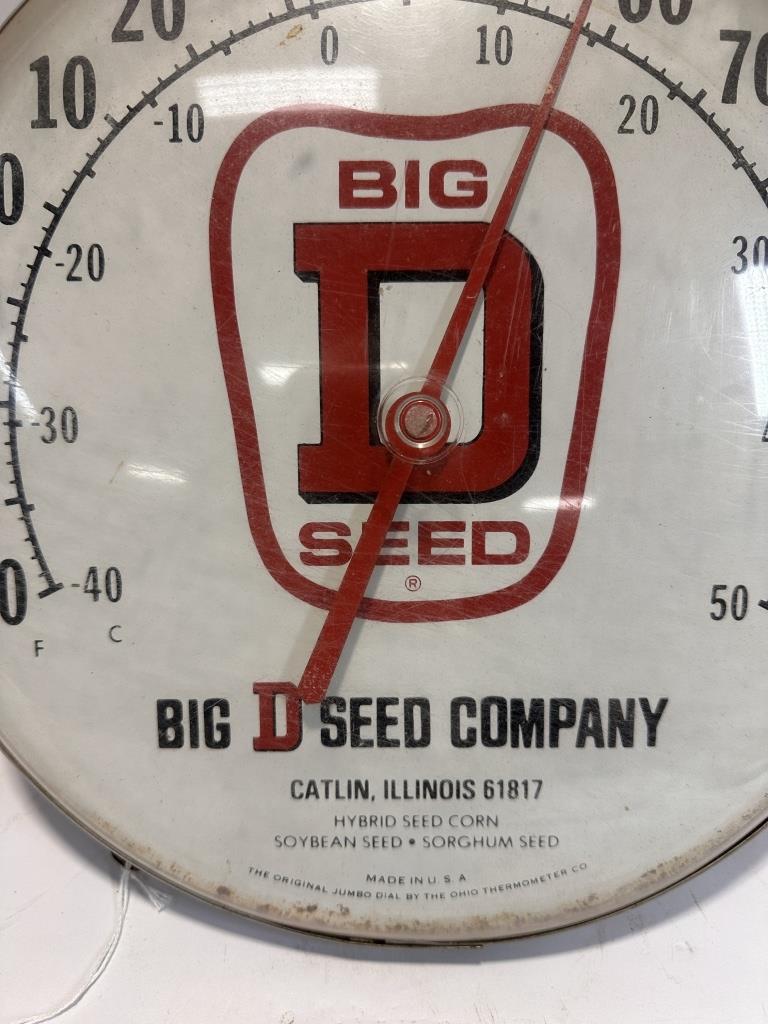 20
10
70
0
10
-10
20
-20
30
-30
-40
50
F
C
BIG
D
SEED
®
BIG D SEED COMPANY
CATLIN, ILLINOIS 61817
HYBRID SEED CORN
SOYBEAN SEED • SORGHUM SEED
MADE IN U. S. A
THE ORIGINAL JUMBO DIAL BY THE OHIO THERMOMETER CO